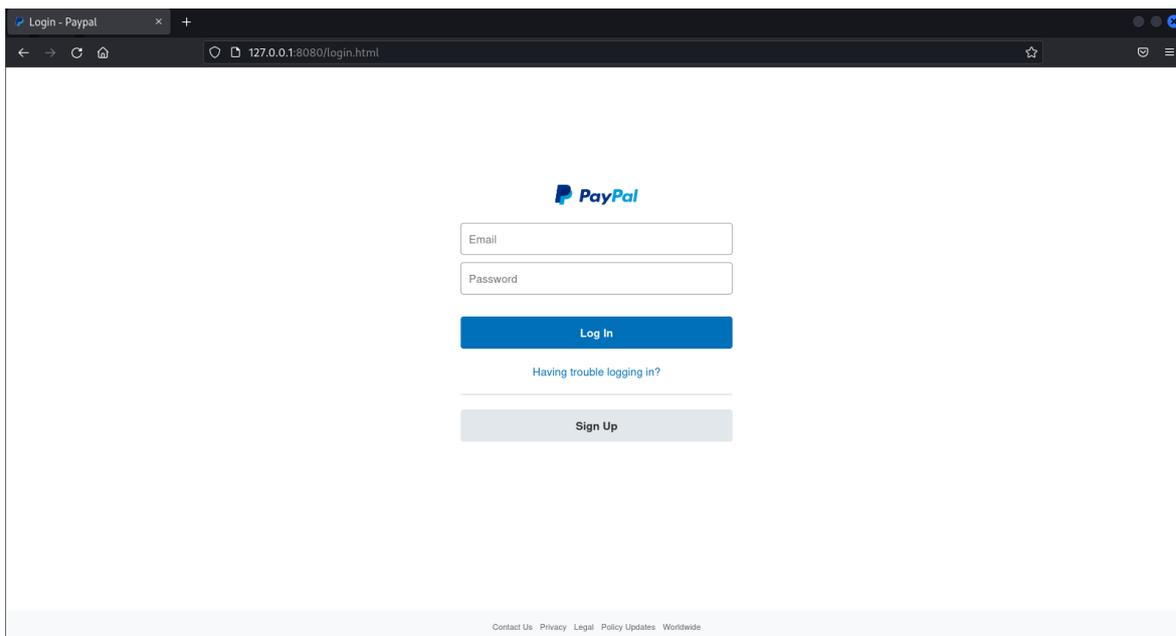 Login - Paypal
127.0.0.1:8080/login.html
PayPal
Email
Password
Log In
Having trouble logging in?
Sign Up
Contact Us Privacy Legal Policy Updates Worldwide